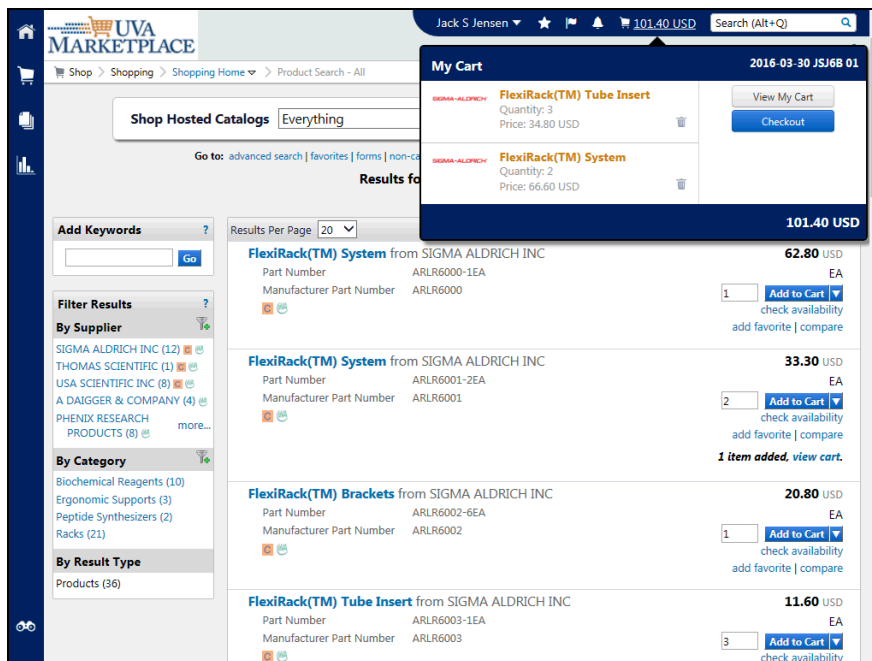 UVA
MARKETPLACE
Jack S Jensen
101.40 USD
Search (Alt+Q)
Shop > Shopping > Shopping Home > Product Search - All
My Cart
2016-03-30 JSJ6B 01
SIGMA-ALDRICH
FlexiRack(TM) Tube Insert
Quantity: 3
Price: 34.80 USD
SIGMA-ALDRICH
FlexiRack(TM) System
Quantity: 2
Price: 66.60 USD
View My Cart
Checkout
101.40 USD
Shop Hosted Catalogs Everything
Go to: advanced search | favorites | forms | non-ca
Results fo
Add Keywords ?
Go
Filter Results ?
By Supplier
SIGMA ALDRICH INC (12) C
THOMAS SCIENTIFIC (1) C
USA SCIENTIFIC INC (8) C
A DAIGGER & COMPANY (4)
PHENIX RESEARCH
PRODUCTS (8)
more...
By Category
Biochemical Reagents (10)
Ergonomic Supports (3)
Peptide Synthesizers (2)
Racks (21)
By Result Type
Products (36)
Results Per Page 20
FlexiRack(TM) System from SIGMA ALDRICH INC
62.80 USD
Part Number ARLR6000-1EA
EA
Manufacturer Part Number ARLR6000
1 Add to Cart
C
check availability
add favorite | compare
FlexiRack(TM) System from SIGMA ALDRICH INC
33.30 USD
Part Number ARLR6001-2EA
EA
Manufacturer Part Number ARLR6001
2 Add to Cart
C
check availability
add favorite | compare
1 item added, view cart.
FlexiRack(TM) Brackets from SIGMA ALDRICH INC
20.80 USD
Part Number ARLR6002-6EA
EA
Manufacturer Part Number ARLR6002
1 Add to Cart
C
check availability
add favorite | compare
FlexiRack(TM) Tube Insert from SIGMA ALDRICH INC
11.60 USD
Part Number ARLR6003-1EA
EA
Manufacturer Part Number ARLR6003
3 Add to Cart
C
check availability